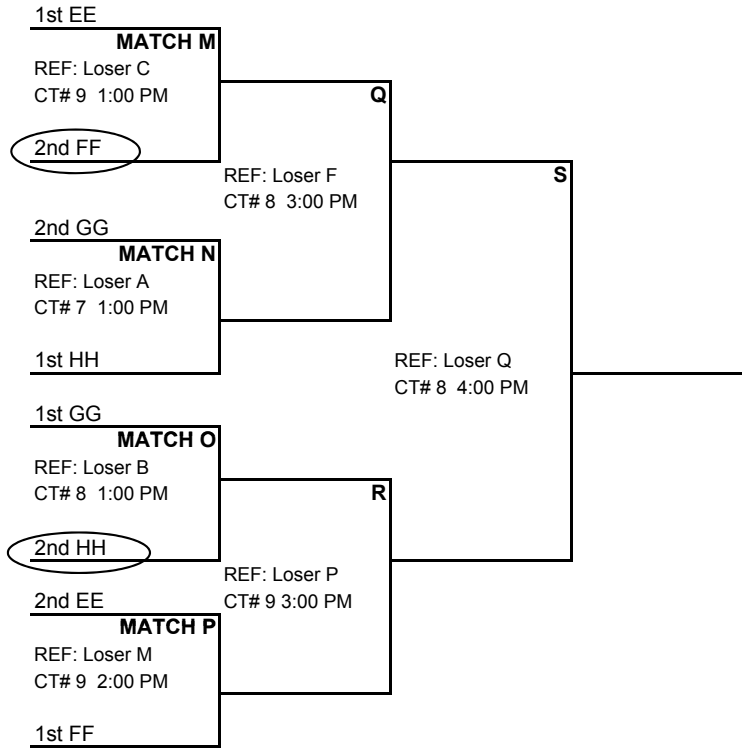 1st EE
MATCH M
REF: Loser C
CT# 9 1:00 PM
Q
2nd FF
REF: Loser F
CT# 8 3:00 PM
S
2nd GG
MATCH N
REF: Loser A
CT# 7 1:00 PM
1st HH
REF: Loser Q
CT# 8 4:00 PM
1st GG
MATCH O
REF: Loser B
CT# 8 1:00 PM
R
2nd HH
REF: Loser P
CT# 9 3:00 PM
2nd EE
MATCH P
REF: Loser M
CT# 9 2:00 PM
1st FF